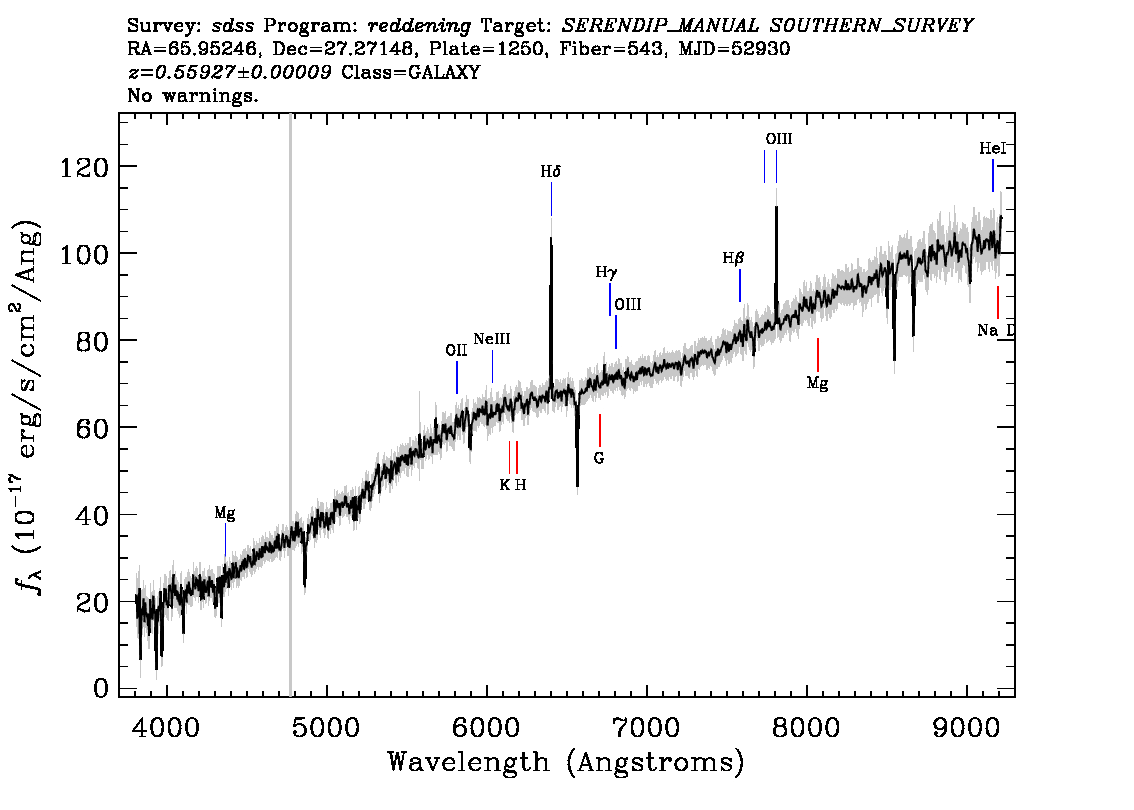 Survey: sdss Program: reddening Target: SERENDIP_MANUAL SOUTHERN_SURVEY
RA=65.95246, Dec=27.27148, Plate=1250, Fiber=543, MJD=52930
z=0.55927±0.00009 Class=GALAXY
No warnings.
OIII
HeI
Hδ
Hγ
Hβ
OIII
NeIII
OII
Na D
Mg
G
K H
Mg
120
100
80
60
40
20
0
f_λ (10^−17 erg/s/cm^2/Ang)
4000 5000 6000 7000 8000 9000
Wavelength (Angstroms)